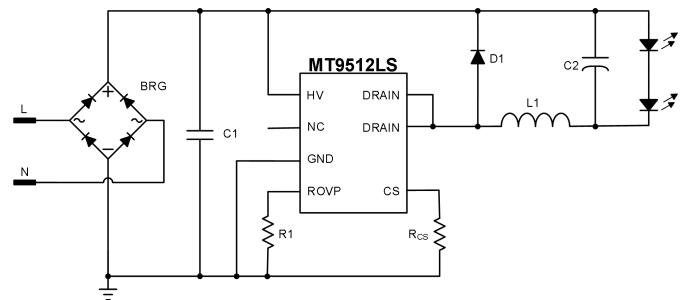 BRG
L
N
C1
MT9512LS
HV
NC
GND
ROVP
DRAIN
DRAIN
CS
R1
RCS
D1
L1
C2